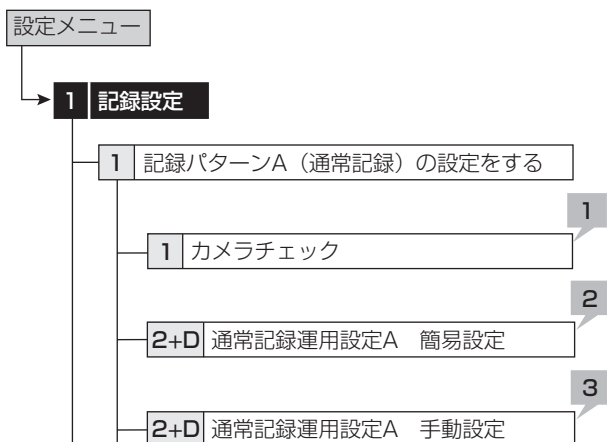 設定メニュー
1 記録設定
1 記録パターンA（通常記録）の設定をする
1
1 カメラチェック
2
2+D 通常記録運用設定A　簡易設定
3
2+D 通常記録運用設定A　手動設定